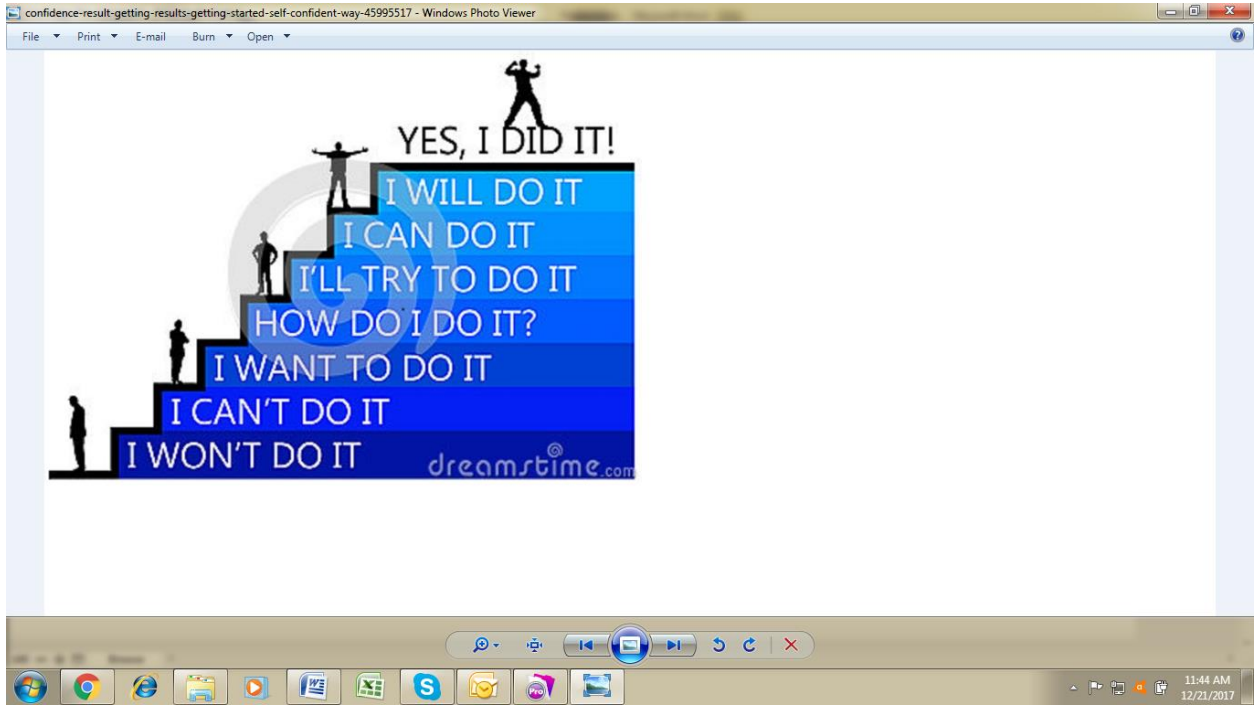 confidence-result-getting-results-getting-started-self-confident-way-45995517 - Windows Photo Viewer
File Print E-mail Burn Open
YES, I DID IT!
I WILL DO IT
I CAN DO IT
I'LL TRY TO DO IT
HOW DO I DO IT?
I WANT TO DO IT
I CAN'T DO IT
I WON'T DO IT
dreamstime.com
11:44 AM
12/21/2017